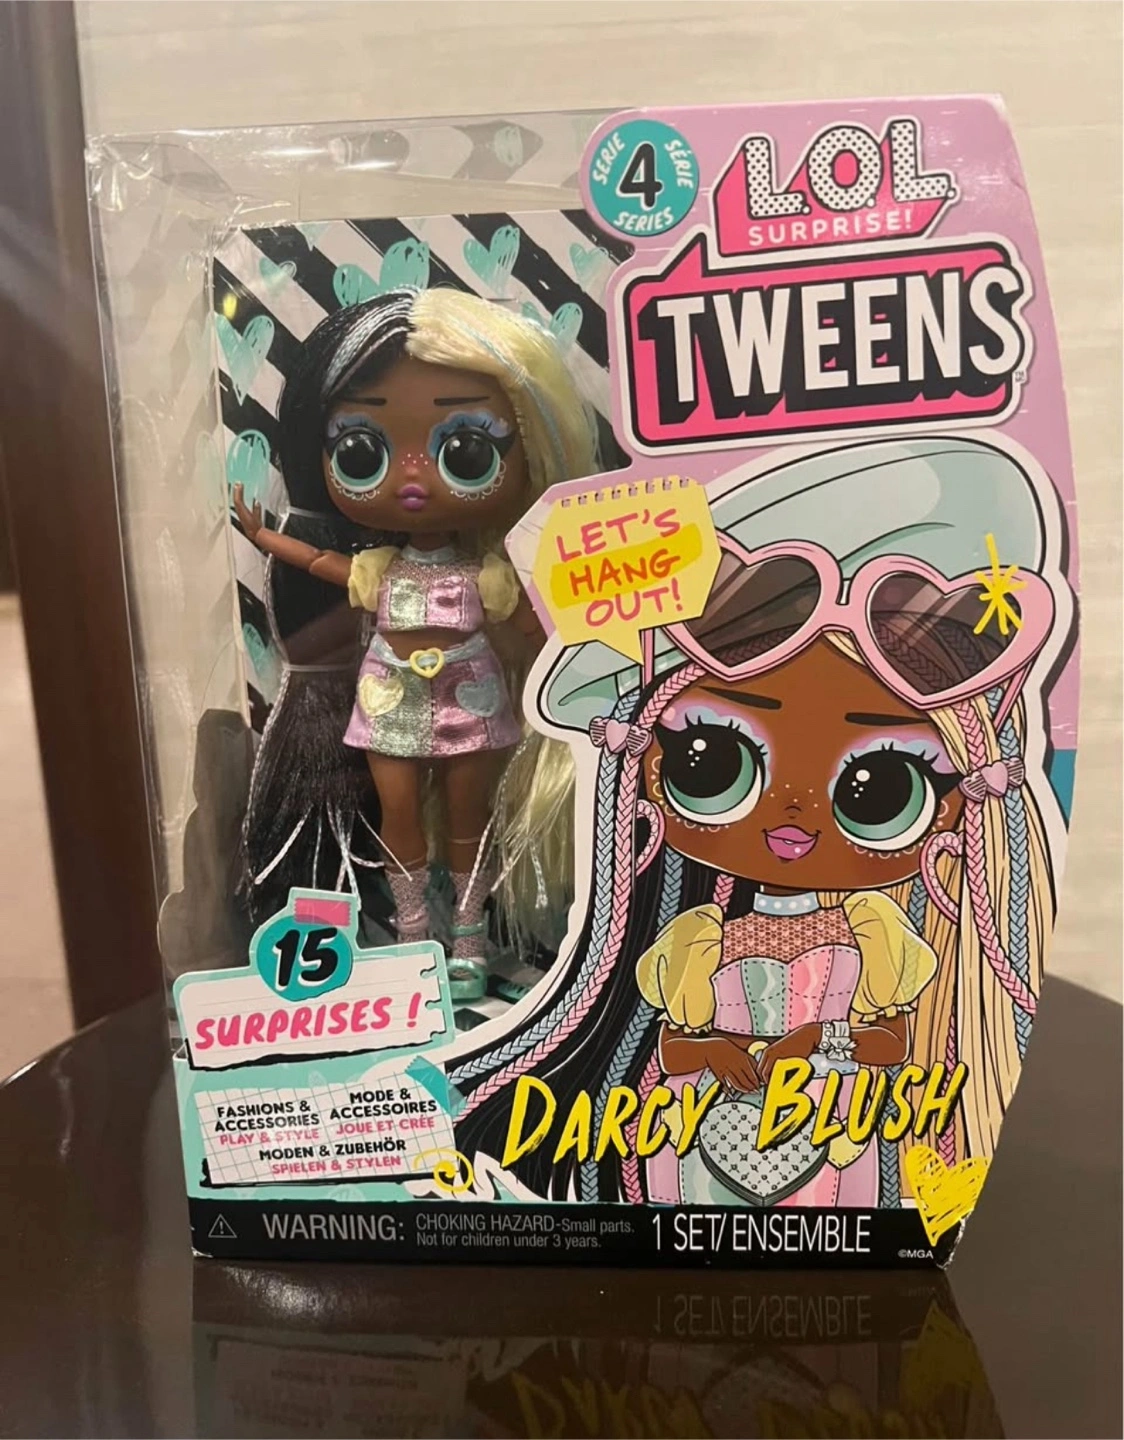 SERIE SÉRIE
4
SERIES
L.O.L.
SURPRISE!
TWEENS
™
LET'S
HANG
OUT!
15
SURPRISES!
FASHIONS &
ACCESSORIES
PLAY & STYLE
MODE &
ACCESSOIRES
JOUE ET CRÉE
MODEN & ZUBEHÖR
SPIELEN & STYLEN
DARCY BLUSH
WARNING: CHOKING HAZARD-Small parts.
Not for children under 3 years.
1 SET/ENSEMBLE
©MGA